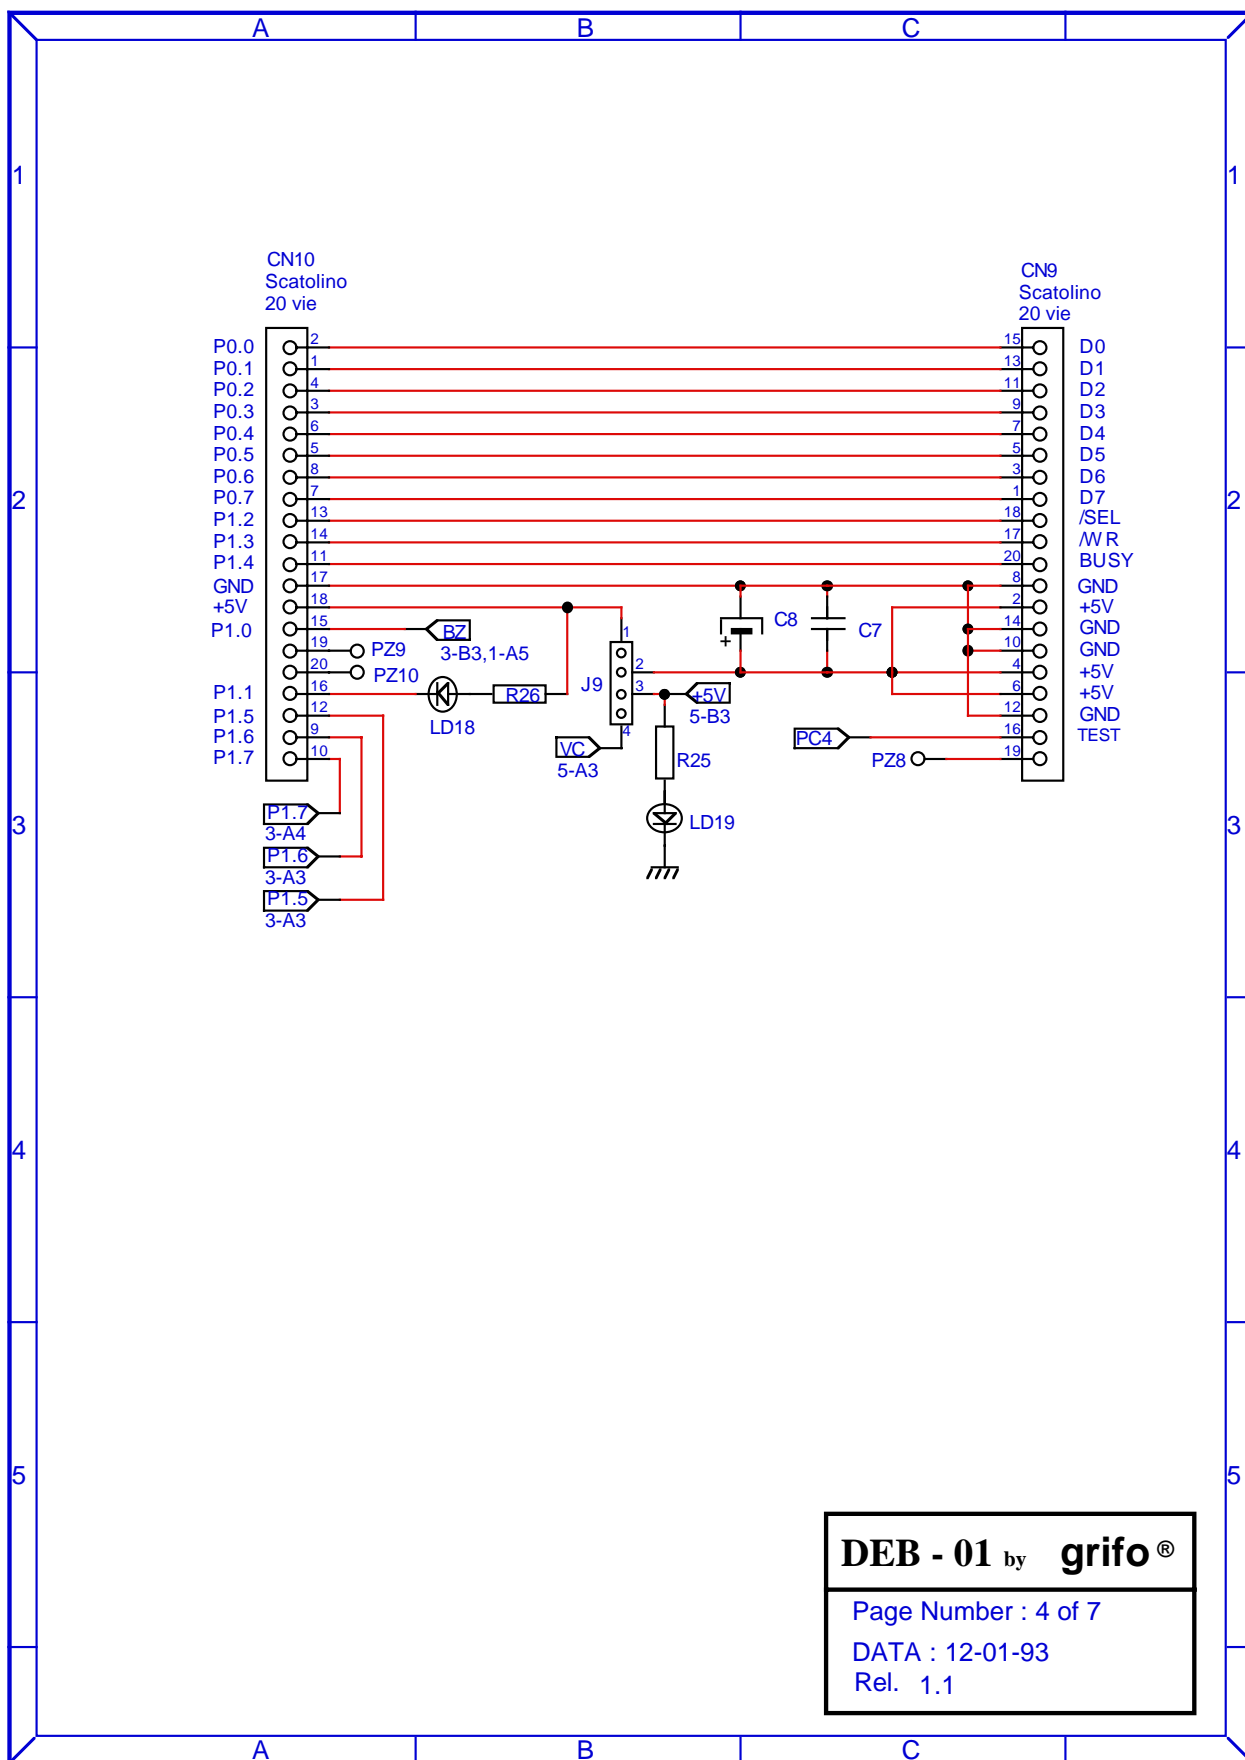 A B C
1 1
CN10
Scatolino
20 vie
CN9
Scatolino
20 vie
P0.0 2 15 D0
P0.1 1 13 D1
P0.2 4 11 D2
P0.3 3 9 D3
P0.4 6 7 D4
P0.5 5 5 D5
P0.6 8 3 D6
P0.7 7 1 D7
2 2
P1.2 13 18 /SEL
P1.3 14 17 /WR
P1.4 11 20 BUSY
GND 17 8 GND
+5V 18 2 +5V
P1.0 15 BZ 1 + C8 C7 14 GND
3-B3,1-A5
19 PZ9 10 GND
20 PZ10 2 4 +5V
P1.1 16 R26 J9 3 +5V 6 +5V
LD18 5-B3
P1.5 12 12 GND
P1.6 9 4 PC4 16 TEST
P1.7 10 VC R25 PZ8 19
5-A3
P1.7
3-A4
LD19
3 3
P1.6
3-A3
P1.5
3-A3
4 4
5 5
DEB - 01 by grifo ®
Page Number : 4 of 7
DATA : 12-01-93
Rel. 1.1
A B C